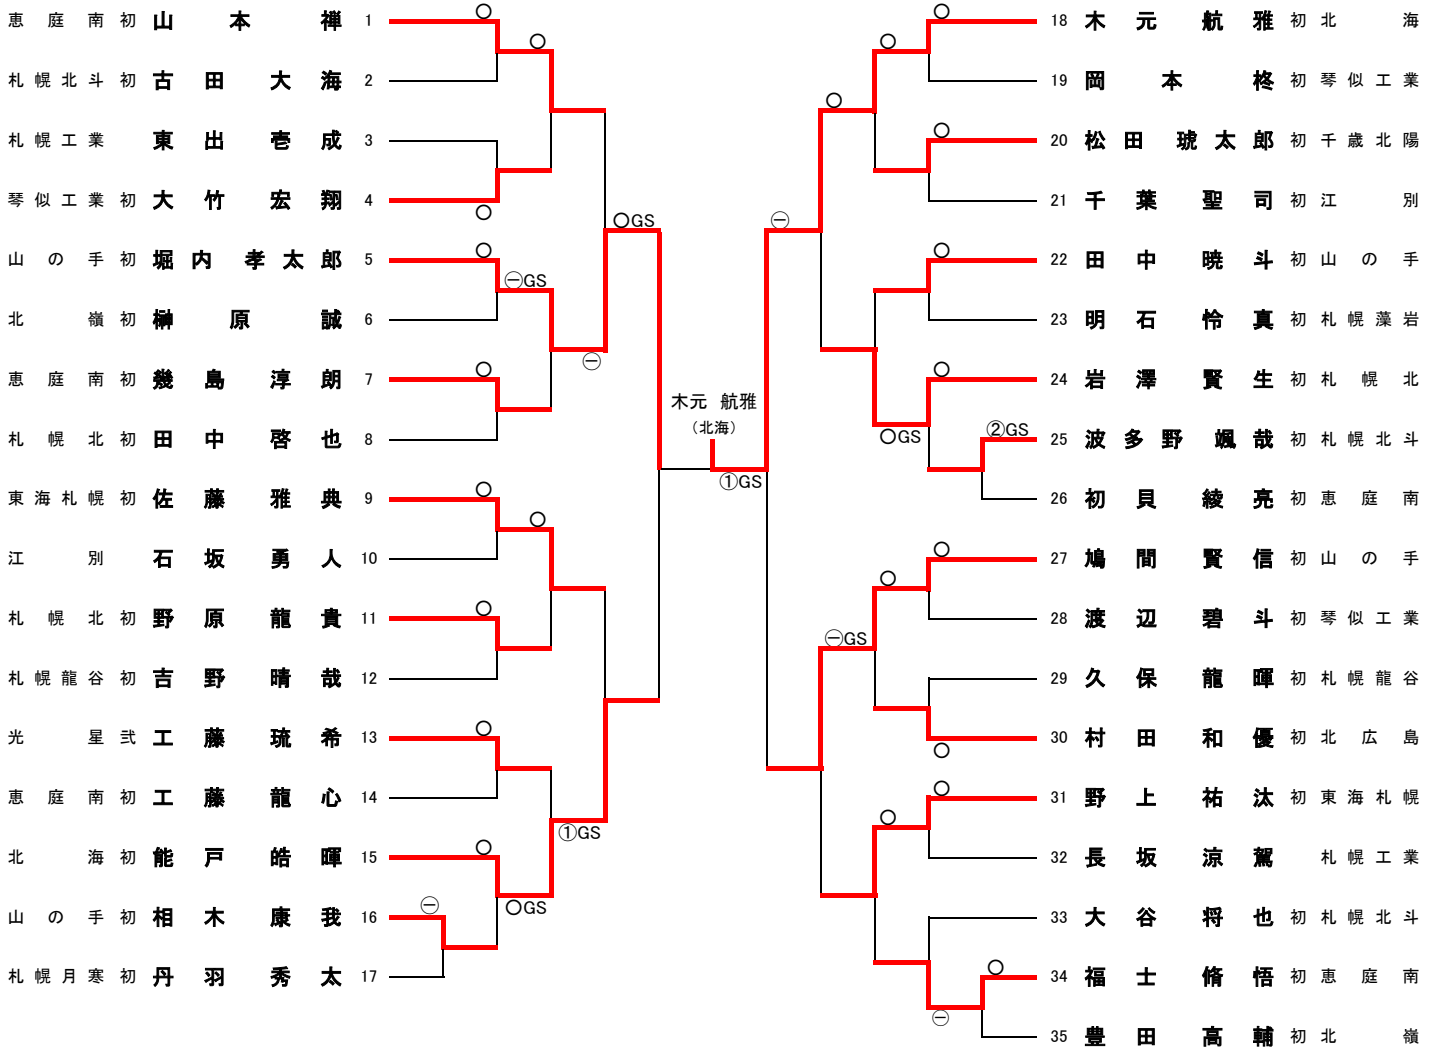 恵庭南 初 山本禅 1
札幌北斗 初 古田大海 2
札幌工業 東出壱成 3
琴似工業 初 大竹宏翔 4
山の手 初 堀内孝太郎 5
北嶺 初 榊原誠 6
恵庭南 初 幾島淳朗 7
札幌北 初 田中啓也 8
東海札幌 初 佐藤雅典 9
江別 石坂勇人 10
札幌北 初 野原龍貴 11
札幌龍谷 初 吉野晴哉 12
光星 弐 工藤琉希 13
恵庭南 初 工藤龍心 14
北海 初 能戸皓暉 15
山の手 初 相木康我 16
札幌月寒 初 丹羽秀太 17
○
○
○
○
㊀GS
○
○GS
㊀
○
○
○
○
①GS
○
○GS
㊀
木元 航雅
（北海）
①GS
18 木元航雅 初 北海
19 岡本柊 初 琴似工業
20 松田琥太郎 初 千歳北陽
21 千葉聖司 初 江別
22 田中暁斗 初 山の手
23 明石怜真 初 札幌藻岩
24 岩澤賢生 初 札幌北
25 波多野颯哉 初 札幌北斗
26 初貝綾亮 初 恵庭南
27 鳩間賢信 初 山の手
28 渡辺碧斗 初 琴似工業
29 久保龍暉 初 札幌龍谷
30 村田和優 初 北広島
31 野上祐汰 初 東海札幌
32 長坂涼駕 札幌工業
33 大谷将也 初 札幌北斗
34 福士脩悟 初 恵庭南
35 豊田高輔 初 北嶺
○
○
○
○
㊀
○
○
○GS
②GS
○
○
㊀GS
○
○
○
○
㊀